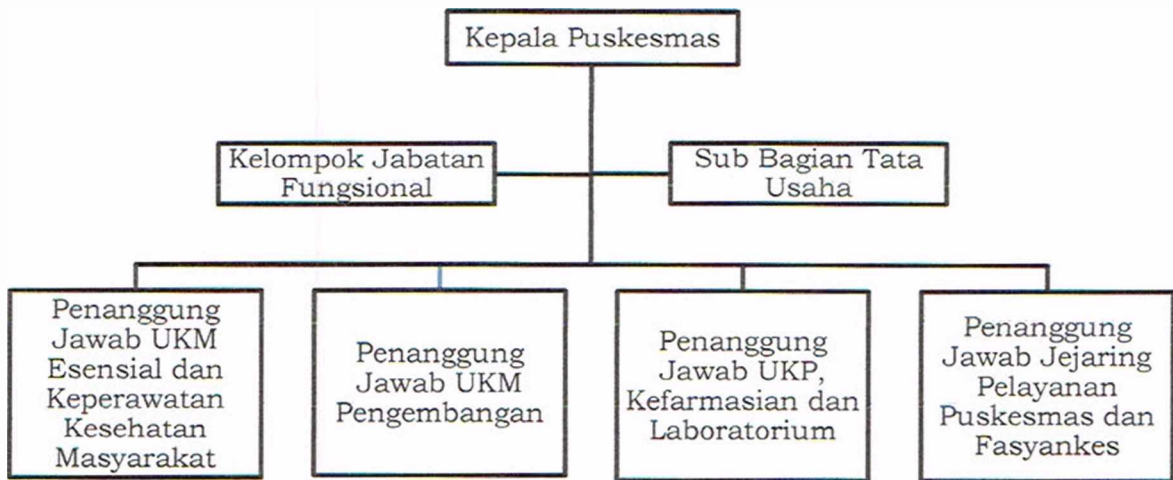 Kepala Puskesmas
Kelompok Jabatan
Fungsional
Sub Bagian Tata
Usaha
Penanggung
Jawab UKM
Esensial dan
Keperawatan
Kesehatan
Masyarakat
Penanggung
Jawab UKM
Pengembangan
Penanggung
Jawab UKP,
Kefarmasian dan
Laboratorium
Penanggung
Jawab Jejaring
Pelayanan
Puskesmas dan
Fasyankes